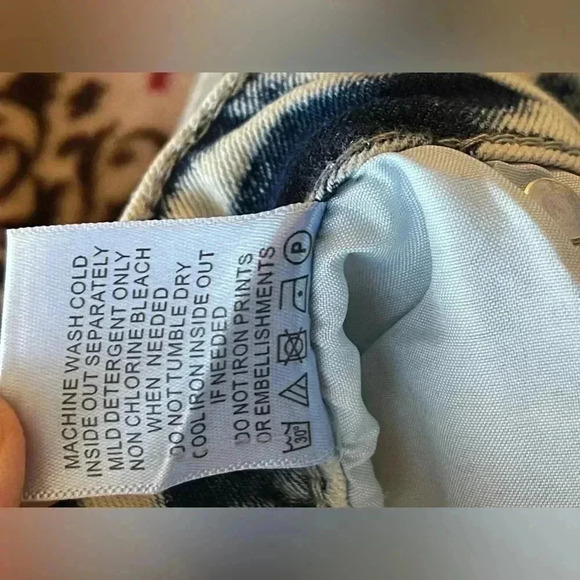 MACHINE WASH COLD
INSIDE OUT SEPARATELY
MILD DETERGENT ONLY
NON CHLORINE/BLEACH
WHEN NEEDED
DO NOT TUMBLE DRY
COOL IRON INSIDE OUT
IF NEEDED
DO NOT IRON PRINTS
OR EMBELLISHMENTS
30° P